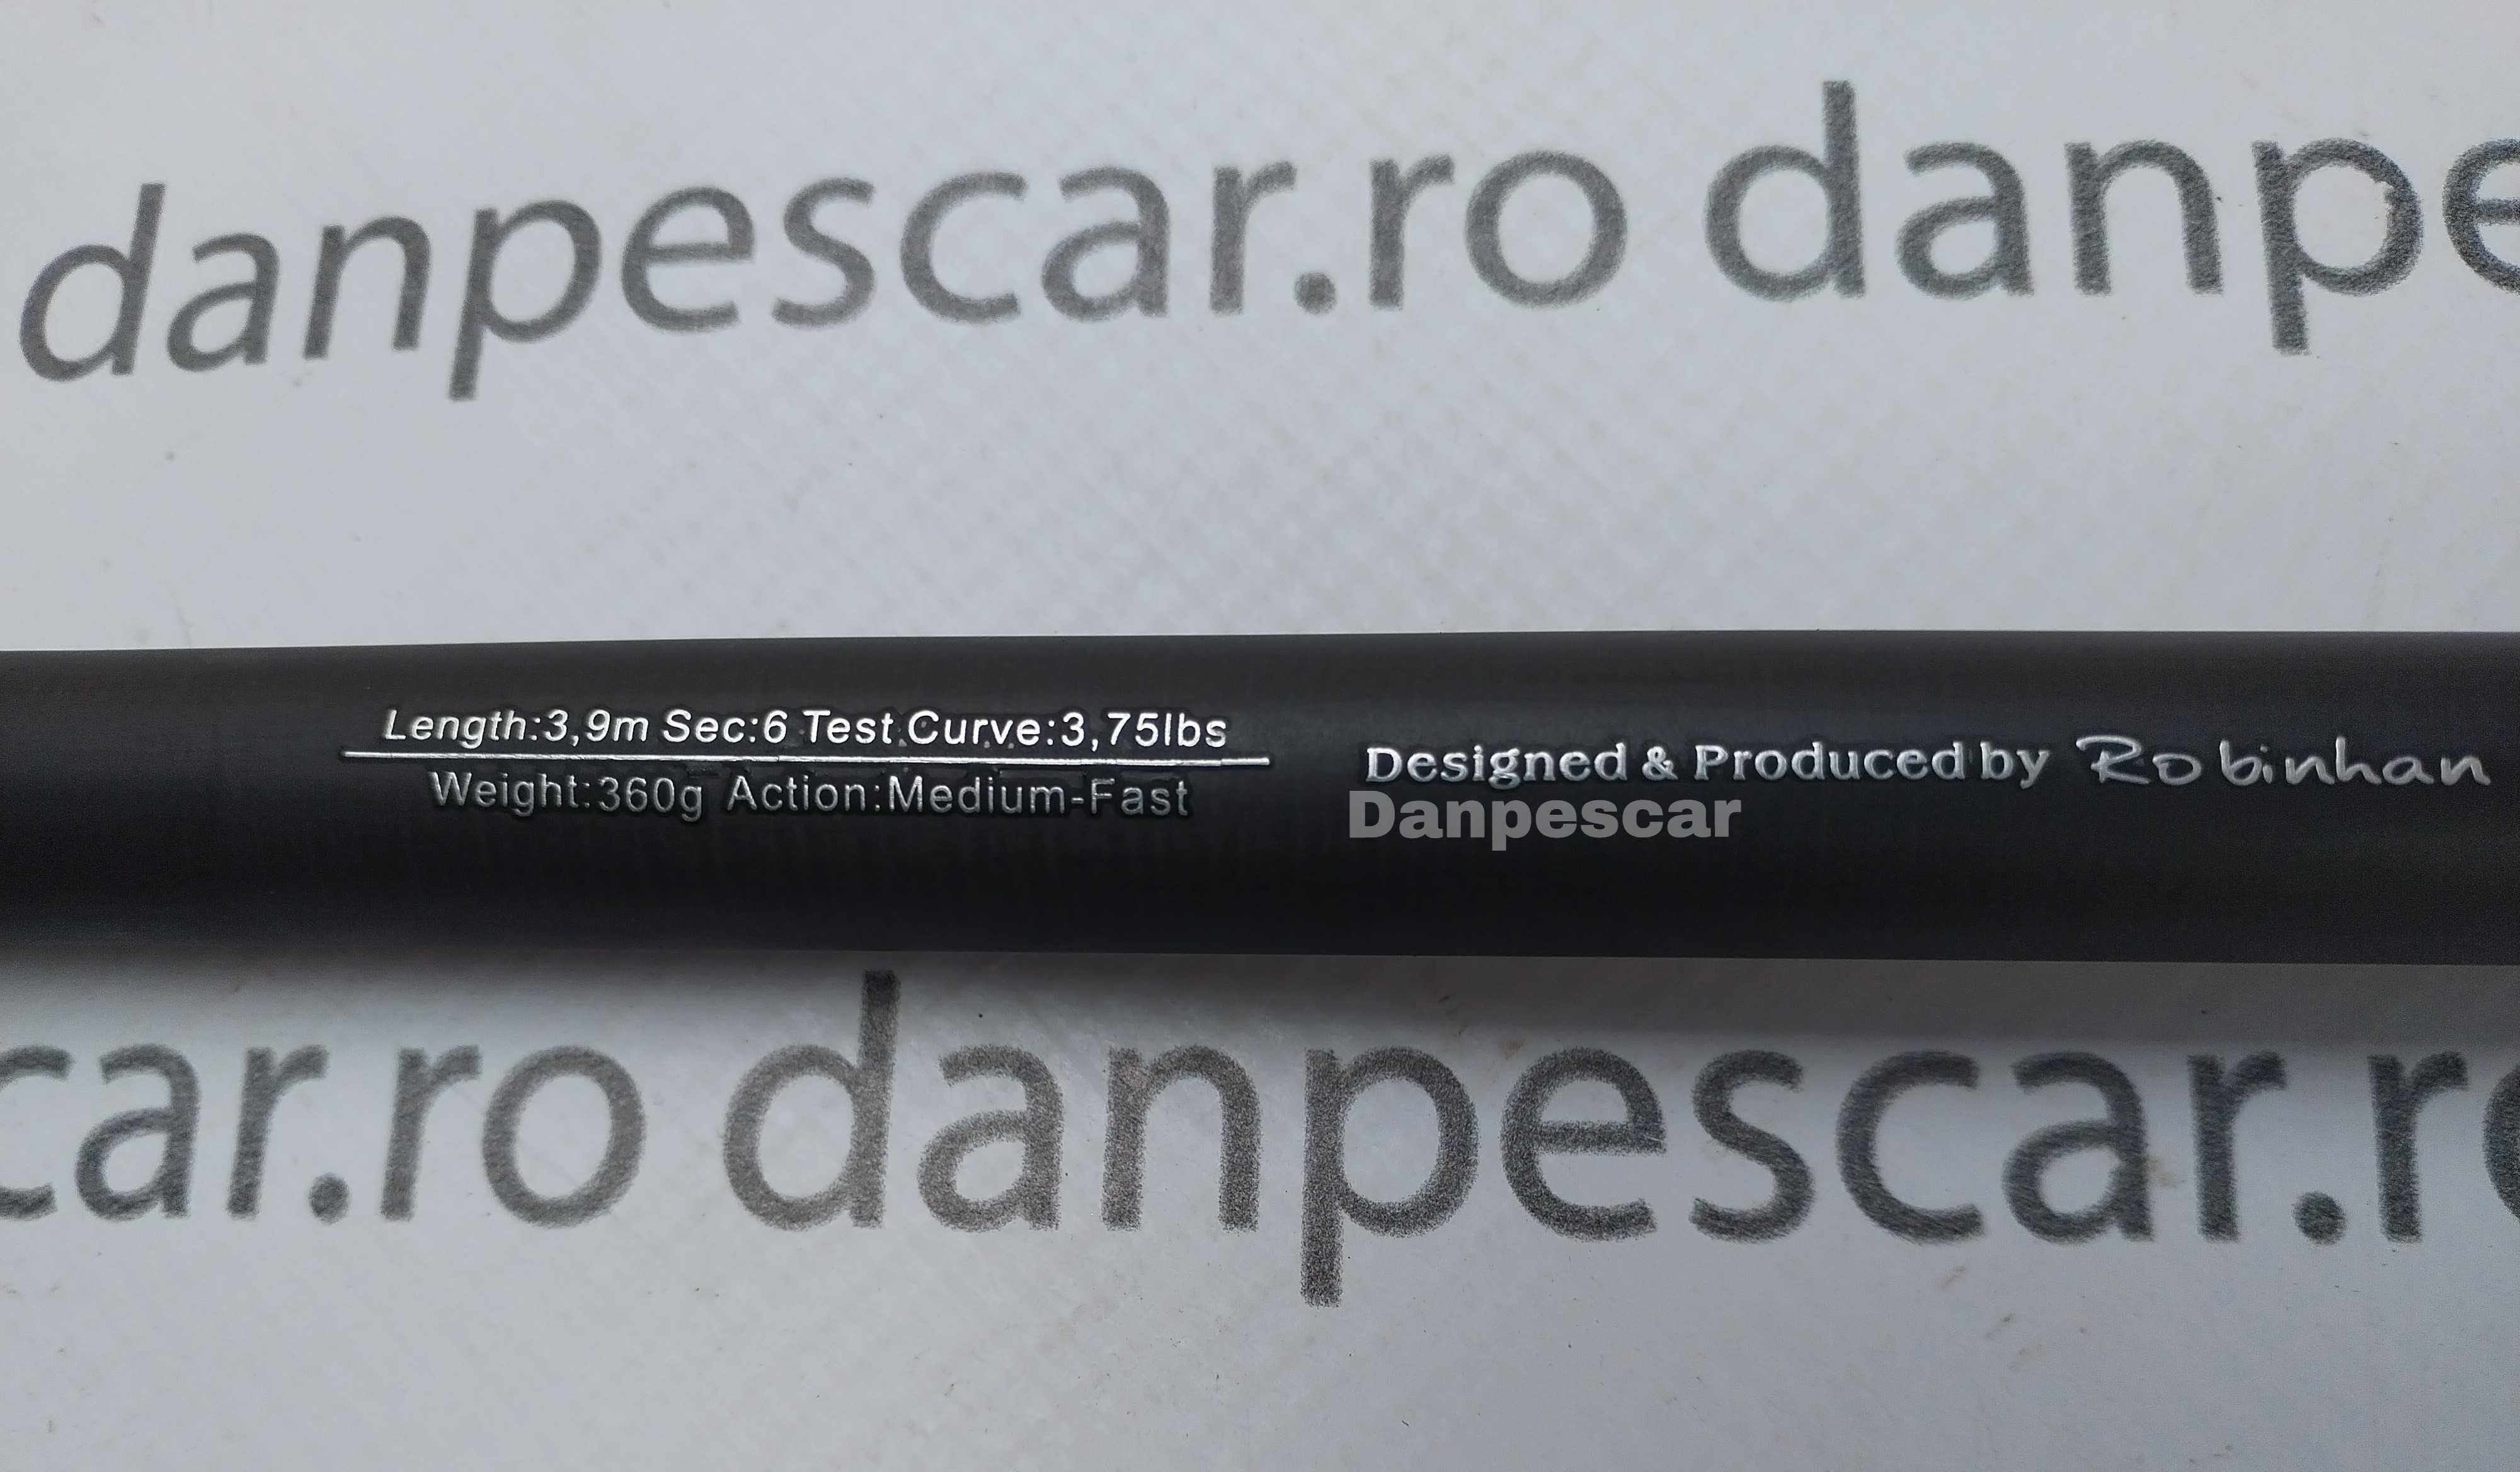 danpescar.ro danpe
Length:3,9m Sec:6 Test Curve:3,75lbs
Weight:360g Action:Medium-Fast
Designed & Produced by Robinhan
Danpescar
car.ro danpescar.ro